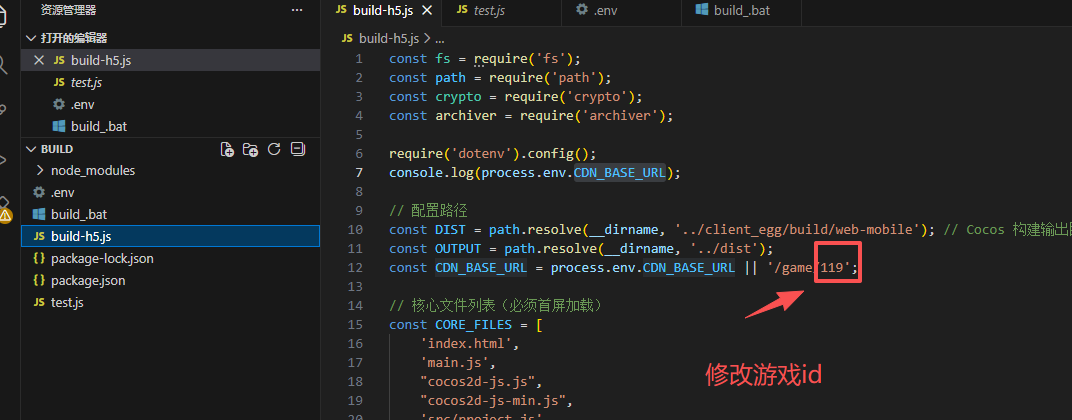 资源管理器
···
打开的编辑器
JS build-h5.js
JS test.js
.env
build_.bat
BUILD
node_modules
.env
build_.bat
JS build-h5.js
{} package-lock.json
{} package.json
JS test.js
JS build-h5.js
JS test.js
.env
build_.bat
JS build-h5.js > ...
1 const fs = require('fs');
2 const path = require('path');
3 const crypto = require('crypto');
4 const archiver = require('archiver');
5
6 require('dotenv').config();
7 console.log(process.env.CDN_BASE_URL);
8
9 // 配置路径
10 const DIST = path.resolve(__dirname, '../client_egg/build/web-mobile'); // Cocos 构建输出
11 const OUTPUT = path.resolve(__dirname, '../dist');
12 const CDN_BASE_URL = process.env.CDN_BASE_URL || '/game/119';
13
14 // 核心文件列表（必须首屏加载）
15 const CORE_FILES = [
16 'index.html',
17 'main.js',
18 "cocos2d-js.js",
19 "cocos2d-js-min.js",
20 'src/project.js'
修改游戏id